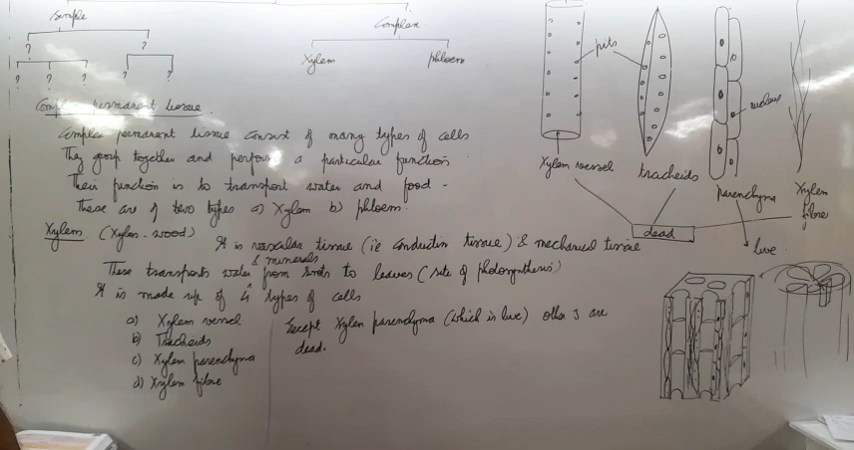 Simple
Complex
?
?
Xylem
phloem
?
?
?
?
?
Complex permanant tissue.
Complex permanant tissue consist of many types of cells
They group together and perform a particular function
Their function is to transport water and food -
These are of two types a) Xylem b) phloem.
Xylem. (Xylos - wood) It is vascular tissue (i.e conductin tissue) & mechanical tissue
& minerals
These transports water from roots to leaves (site of photosynthesis)
It is made up of 4 types of cells
a) Xylem vessel
b) Tracheids
c) Xylem parenchyma
d) Xylem fibre
Except Xylem parenchyma (which is live) other 3 are
dead.
pits
nucleus
Xylem vessel
tracheids
parenchyma
Xylem
fibre
dead
live